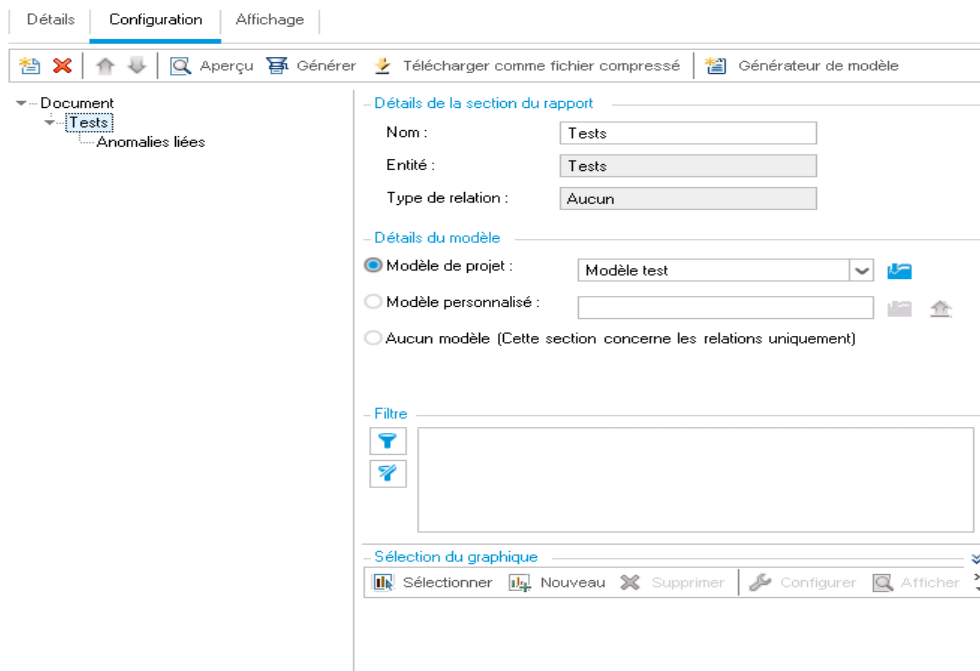 Détails Configuration Affichage
Aperçu Générer Télécharger comme fichier compressé Générateur de modèle
Document
Tests
Anomalies liées
Détails de la section du rapport
Nom : Tests
Entité : Tests
Type de relation : Aucun
Détails du modèle
Modèle de projet : Modèle test
Modèle personnalisé :
Aucun modèle (Cette section concerne les relations uniquement)
Filtre
Sélection du graphique
Sélectionner Nouveau Supprimer Configurer Afficher